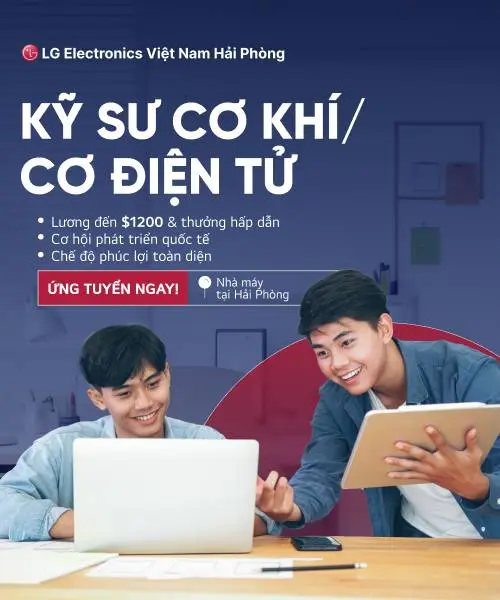 LG LG Electronics Việt Nam Hải Phòng
KỸ SƯ CƠ KHÍ/
CƠ ĐIỆN TỬ
• Lương đến $1200 & thưởng hấp dẫn
• Cơ hội phát triển quốc tế
• Chế độ phúc lợi toàn diện
ỨNG TUYỂN NGAY!
Nhà máy
tại Hải Phòng